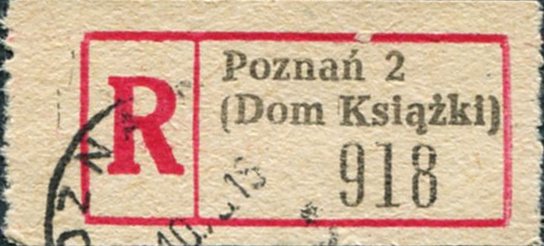 R
Poznań 2
(Dom Książki)
918